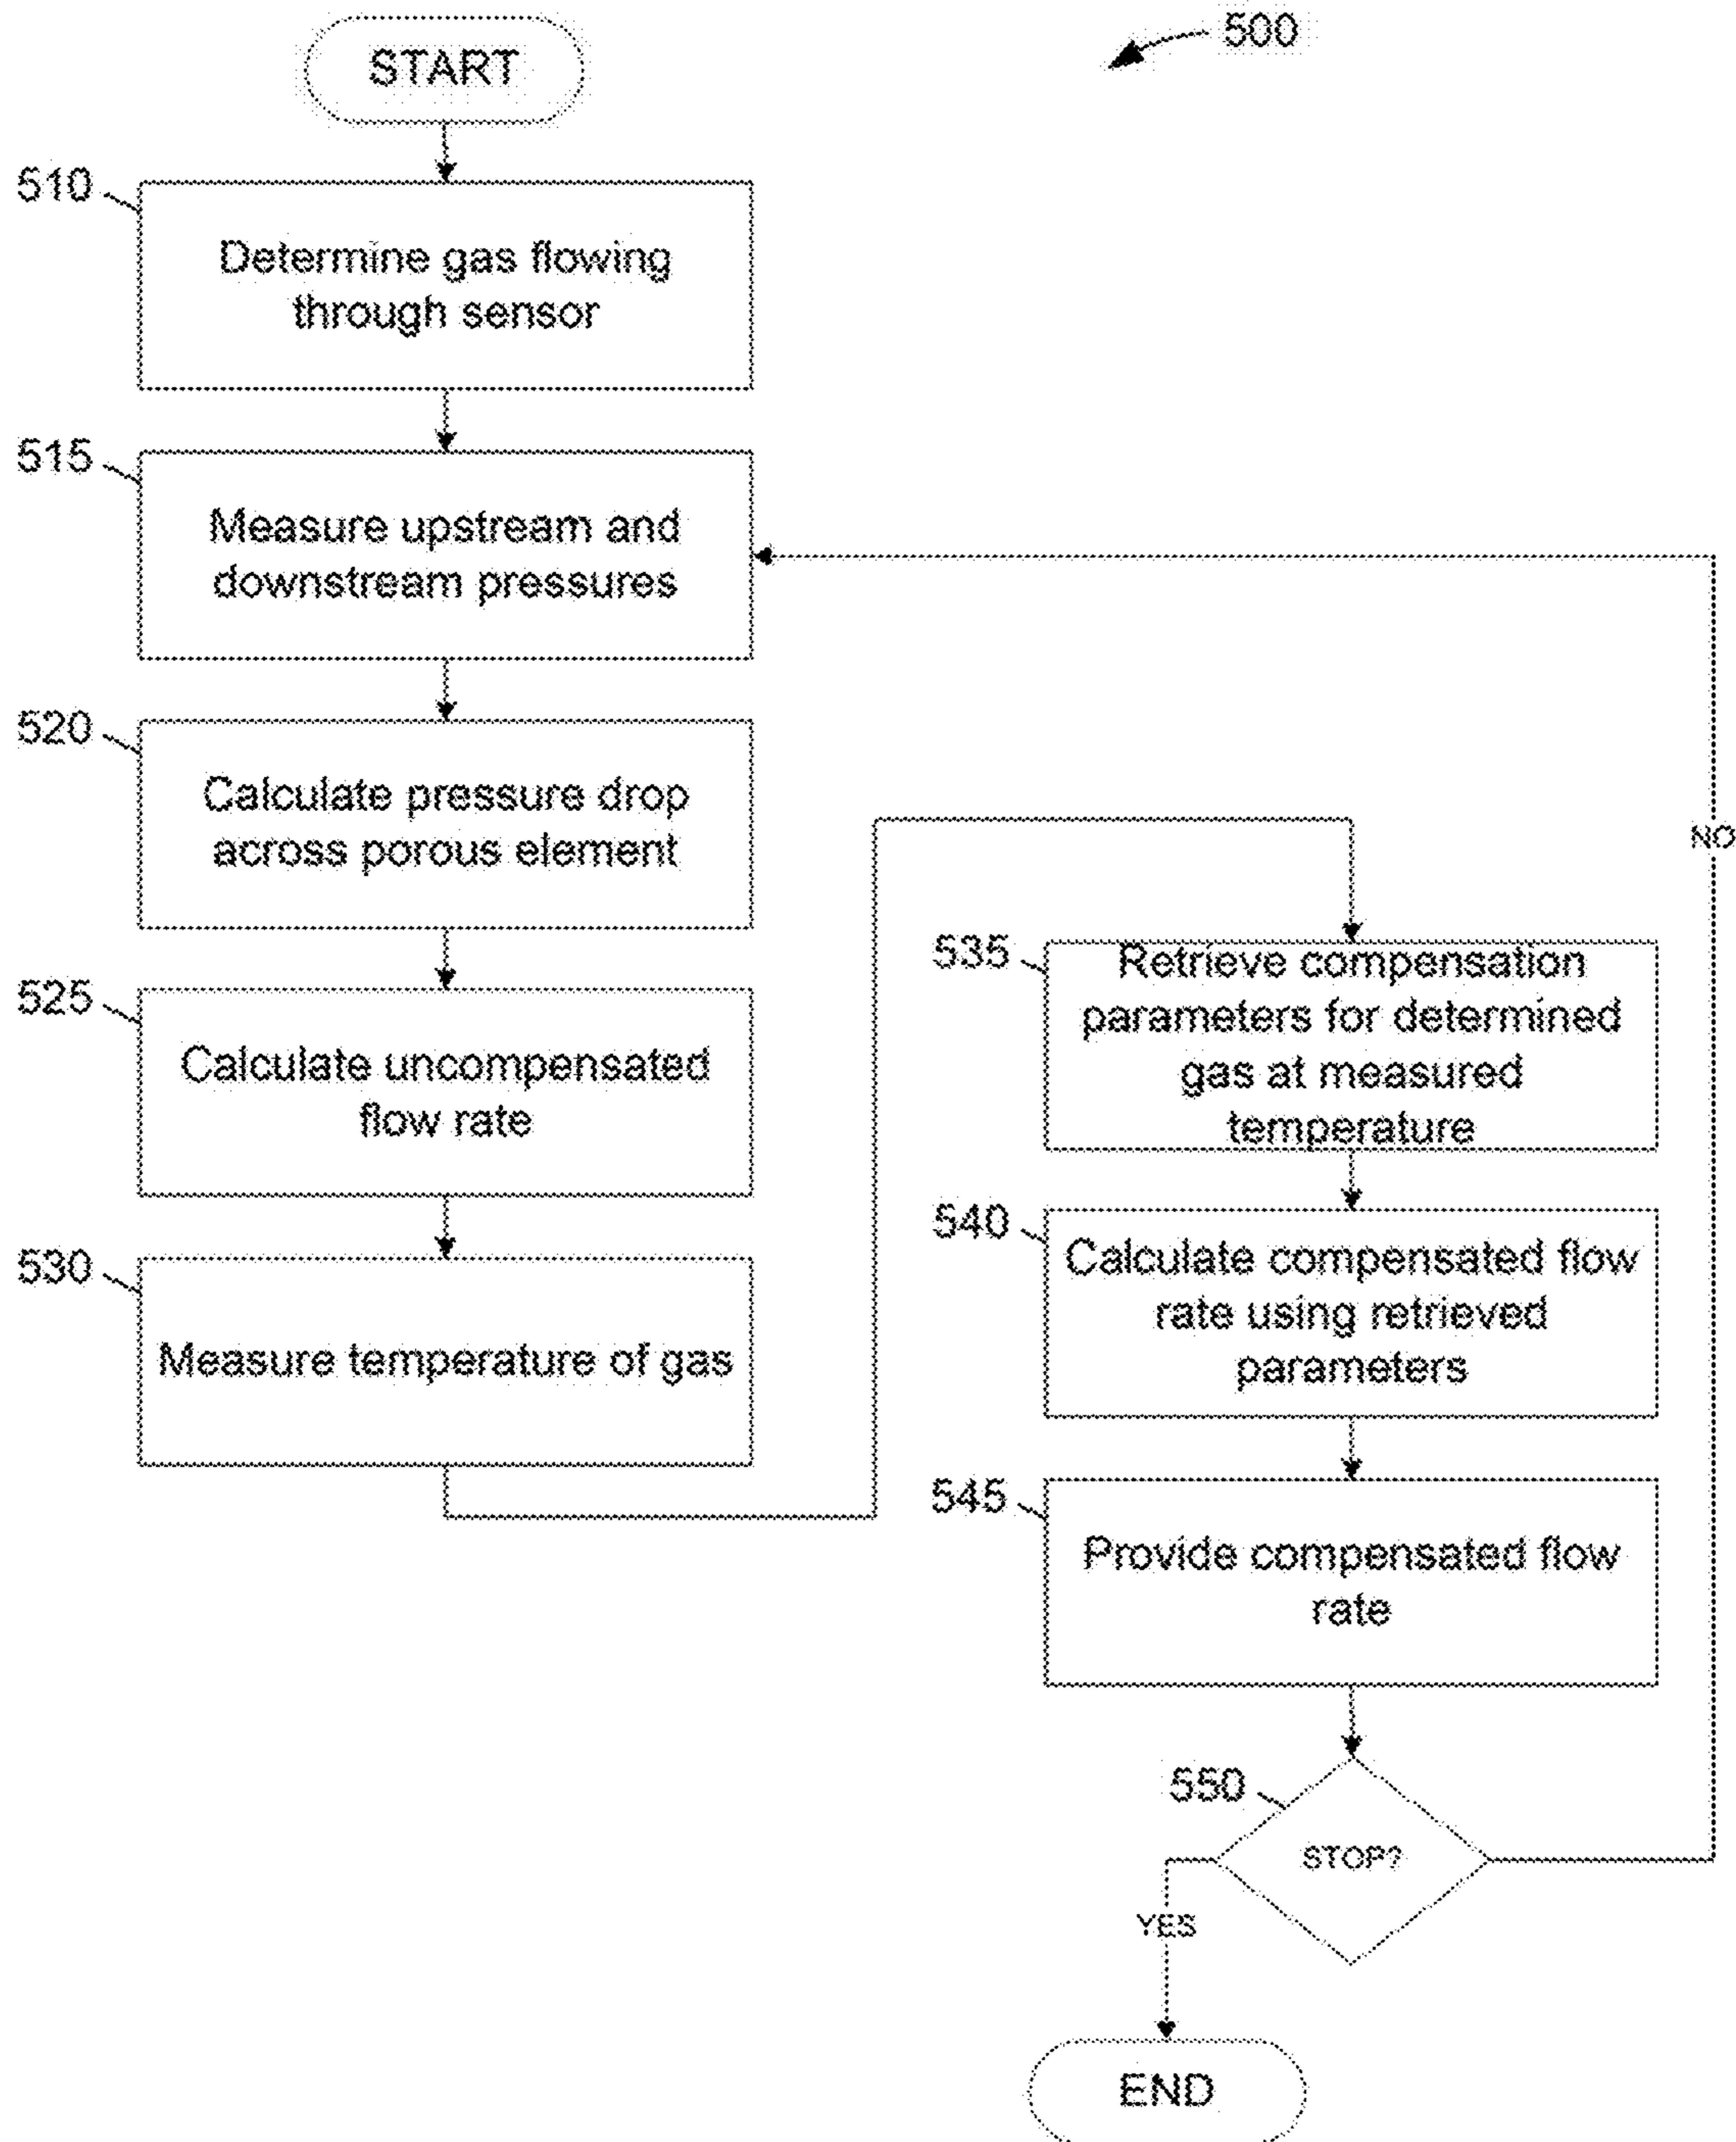 500
START
510
Determine gas flowing
through sensor
515
Measure upstream and
downstream pressures
520
Calculate pressure drop
across porous element
525
Calculate uncompensated
flow rate
530
Measure temperature of gas
535
Retrieve compensation
parameters for determined
gas at measured
temperature
540
Calculate compensated flow
rate using retrieved
parameters
545
Provide compensated flow
rate
550
STOP?
NO
YES
END